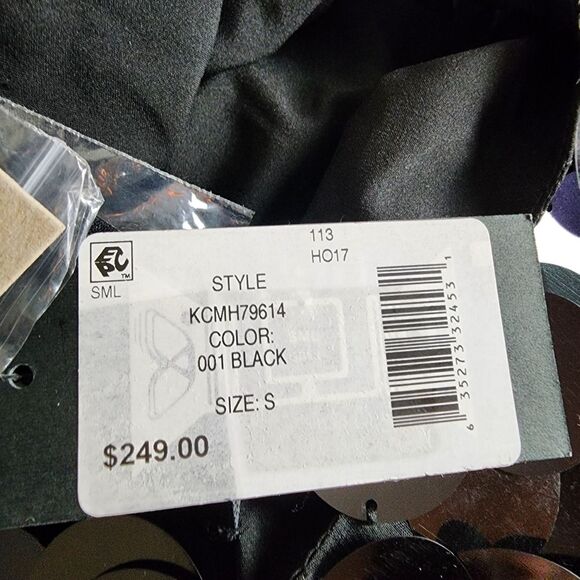 113
HO17
SML
STYLE
KCMH79614
COLOR:
001 BLACK
SIZE: S
$249.00
6 35273 32453 1